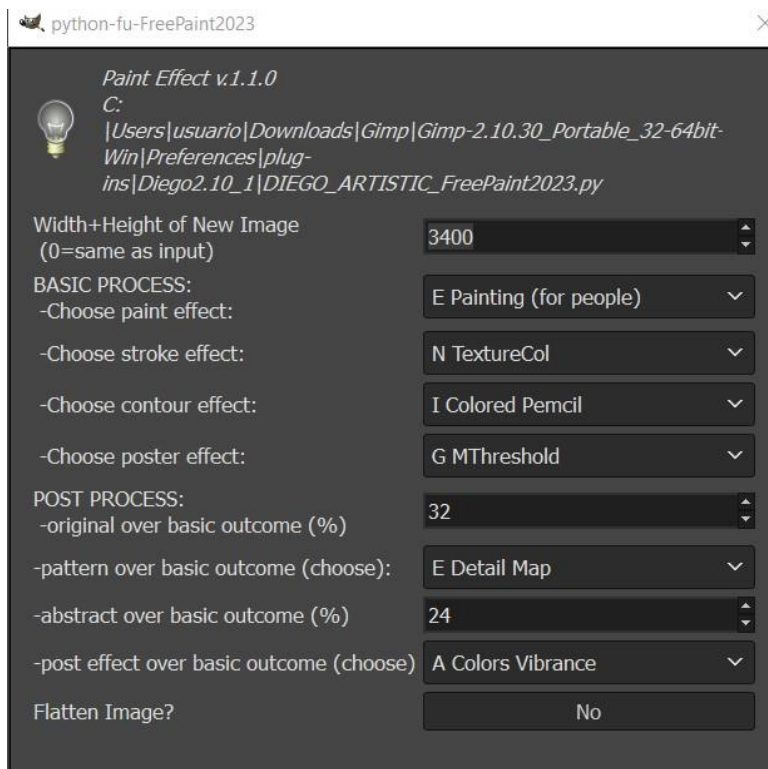 python-fu-FreePaint2023
Paint Effect v.1.1.0
C:
|Users|usuario|Downloads|Gimp|Gimp-2.10.30_Portable_32-64bit-
Win|Preferences|plug-
ins|Diego2.10_1|DIEGO_ARTISTIC_FreePaint2023.py
Width+Height of New Image
(0=same as input)
3400
BASIC PROCESS:
-Choose paint effect:
E Painting (for people)
-Choose stroke effect:
N TextureCol
-Choose contour effect:
I Colored Pemcil
-Choose poster effect:
G MThreshold
POST PROCESS:
-original over basic outcome (%)
32
-pattern over basic outcome (choose):
E Detail Map
-abstract over basic outcome (%)
24
-post effect over basic outcome (choose)
A Colors Vibrance
Flatten Image?
No